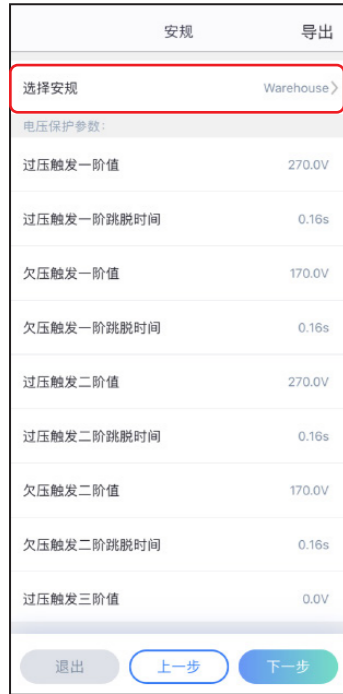 安规 导出
选择安规 Warehouse
电压保护参数:
过压触发一阶值 270.0V
过压触发一阶跳脱时间 0.16s
欠压触发一阶值 170.0V
欠压触发一阶跳脱时间 0.16s
过压触发二阶值 270.0V
过压触发二阶跳脱时间 0.16s
欠压触发二阶值 170.0V
欠压触发二阶跳脱时间 0.16s
过压触发三阶值 0.0V
退出 上一步 下一步